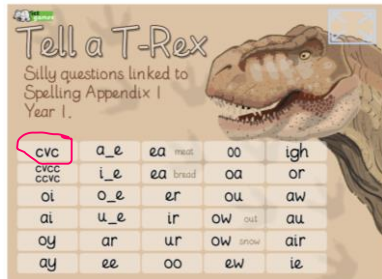 Tell a T-Rex
Silly questions linked to
Spelling Appendix 1
Year 1.
cvc a_e ea meat oo igh
cvcc ccvc i_e ea bread oa or
oi o_e er ou aw
ai u_e ir ow out au
oy ar ur ow snow air
ay ee oo ew ie